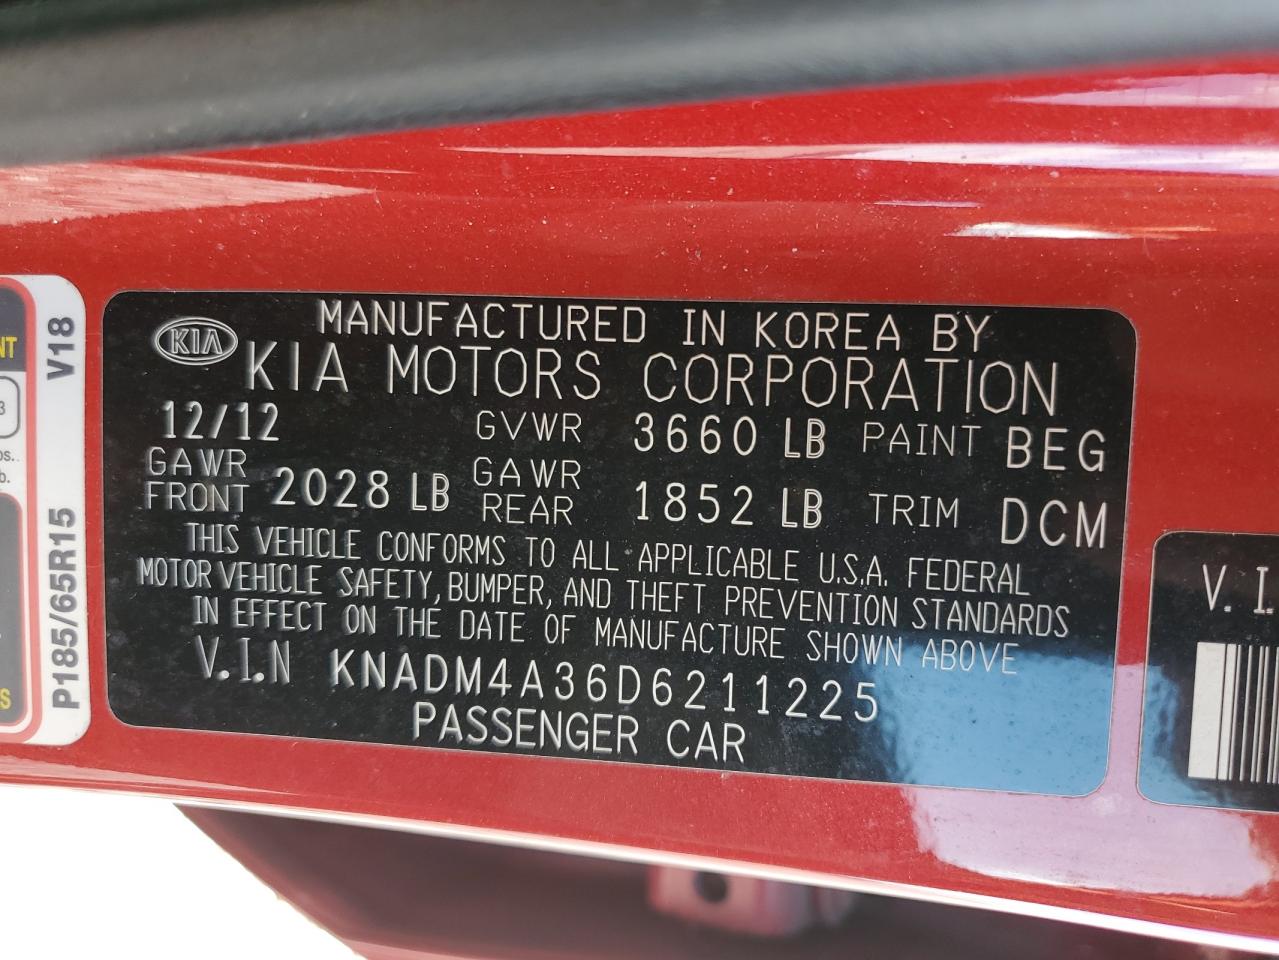 MANUFACTURED IN KOREA BY
KIA KIA MOTORS CORPORATION
12/12 GVWR 3660 LB PAINT BEG
GAWR FRONT 2028 LB GAWR REAR 1852 LB TRIM DCM
THIS VEHICLE CONFORMS TO ALL APPLICABLE U.S.A. FEDERAL
MOTOR VEHICLE SAFETY, BUMPER, AND THEFT PREVENTION STANDARDS
IN EFFECT ON THE DATE OF MANUFACTURE SHOWN ABOVE
V.I.N KNADM4A36D6211225
PASSENGER CAR
P185/65R15 V18
V. I.